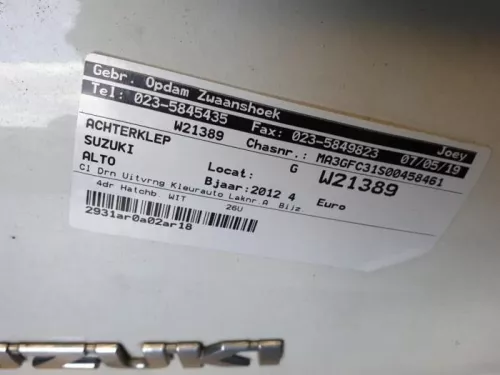 Gebr. Opdam Zwaanshoek Joey
Tel: 023-5845435 Fax: 023-5849823 07/05/19
ACHTERKLEP W21389 Chasnr.: MA3GFC31S00458461
SUZUKI G W21389
ALTO Locat:
Bjaar:2012 4 Euro
Cl Drn Uitvrng Kleurauto Laknr.A Bijz
4dr Hatchb. WIT 26U
2931ar0a02ar18
ZUKI